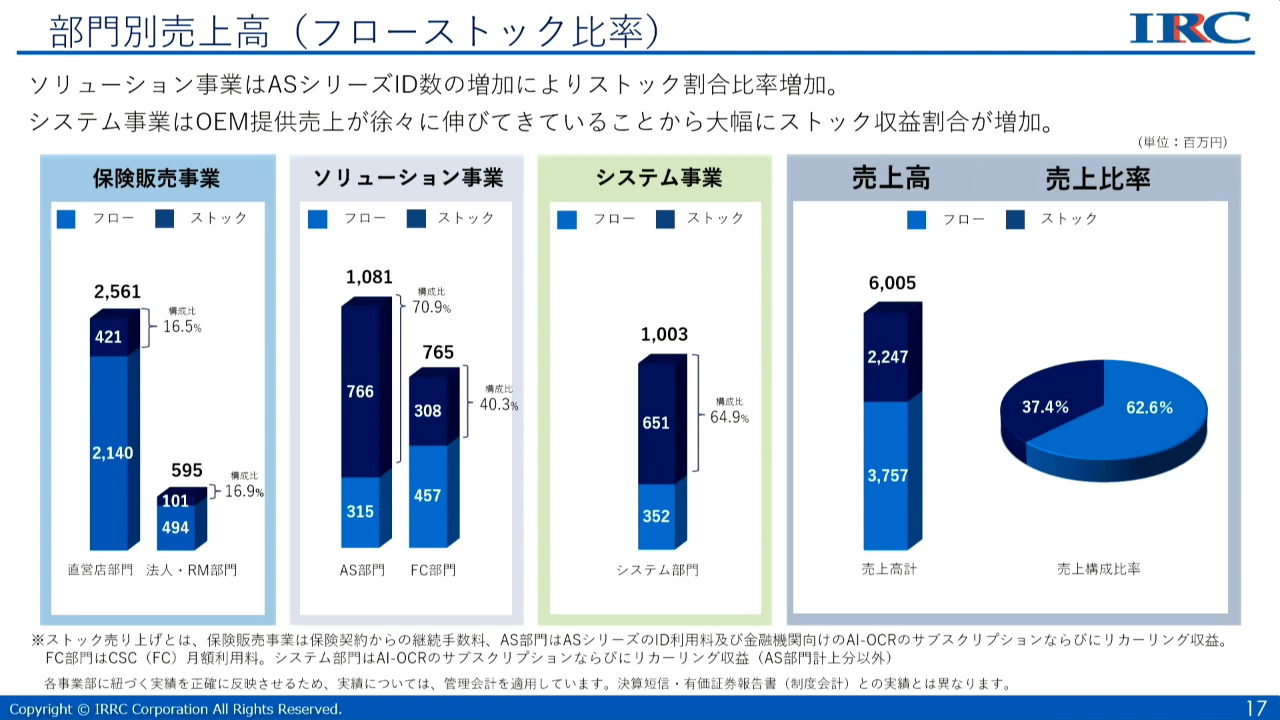 部門別売上高（フローストック比率）
IRRC
ソリューション事業はASシリーズID数の増加によりストック割合比率増加。
システム事業はOEM提供売上が徐々に伸びてきていることから大幅にストック収益割合が増加。
（単位：百万円）
保険販売事業
フロー ストック
2,561
構成比
16.5%
421
2,140
595
構成比
16.9%
101
494
直営店部門 法人・RM部門
ソリューション事業
フロー ストック
1,081
構成比
70.9%
766
315
765
構成比
40.3%
308
457
AS部門 FC部門
システム事業
フロー ストック
1,003
構成比
64.9%
651
352
システム部門
売上高 売上比率
フロー ストック
6,005
2,247
3,757
37.4% 62.6%
売上高計 売上構成比率
※ストック売り上げとは、保険販売事業は保険契約からの継続手数料、AS部門はASシリーズのID利用料及び金融機関向けのAI-OCRのサブスクリプションならびにリカーリング収益。
FC部門はCSC（FC）月額利用料。システム部門はAI-OCRのサブスクリプションならびにリカーリング収益（AS部門計上分以外）
各事業部に紐づく実績を正確に反映させるため、実績については、管理会計を適用しています。決算短信・有価証券報告書（制度会計）との実績とは異なります。
Copyright © IRRC Corporation All Rights Reserved.
17